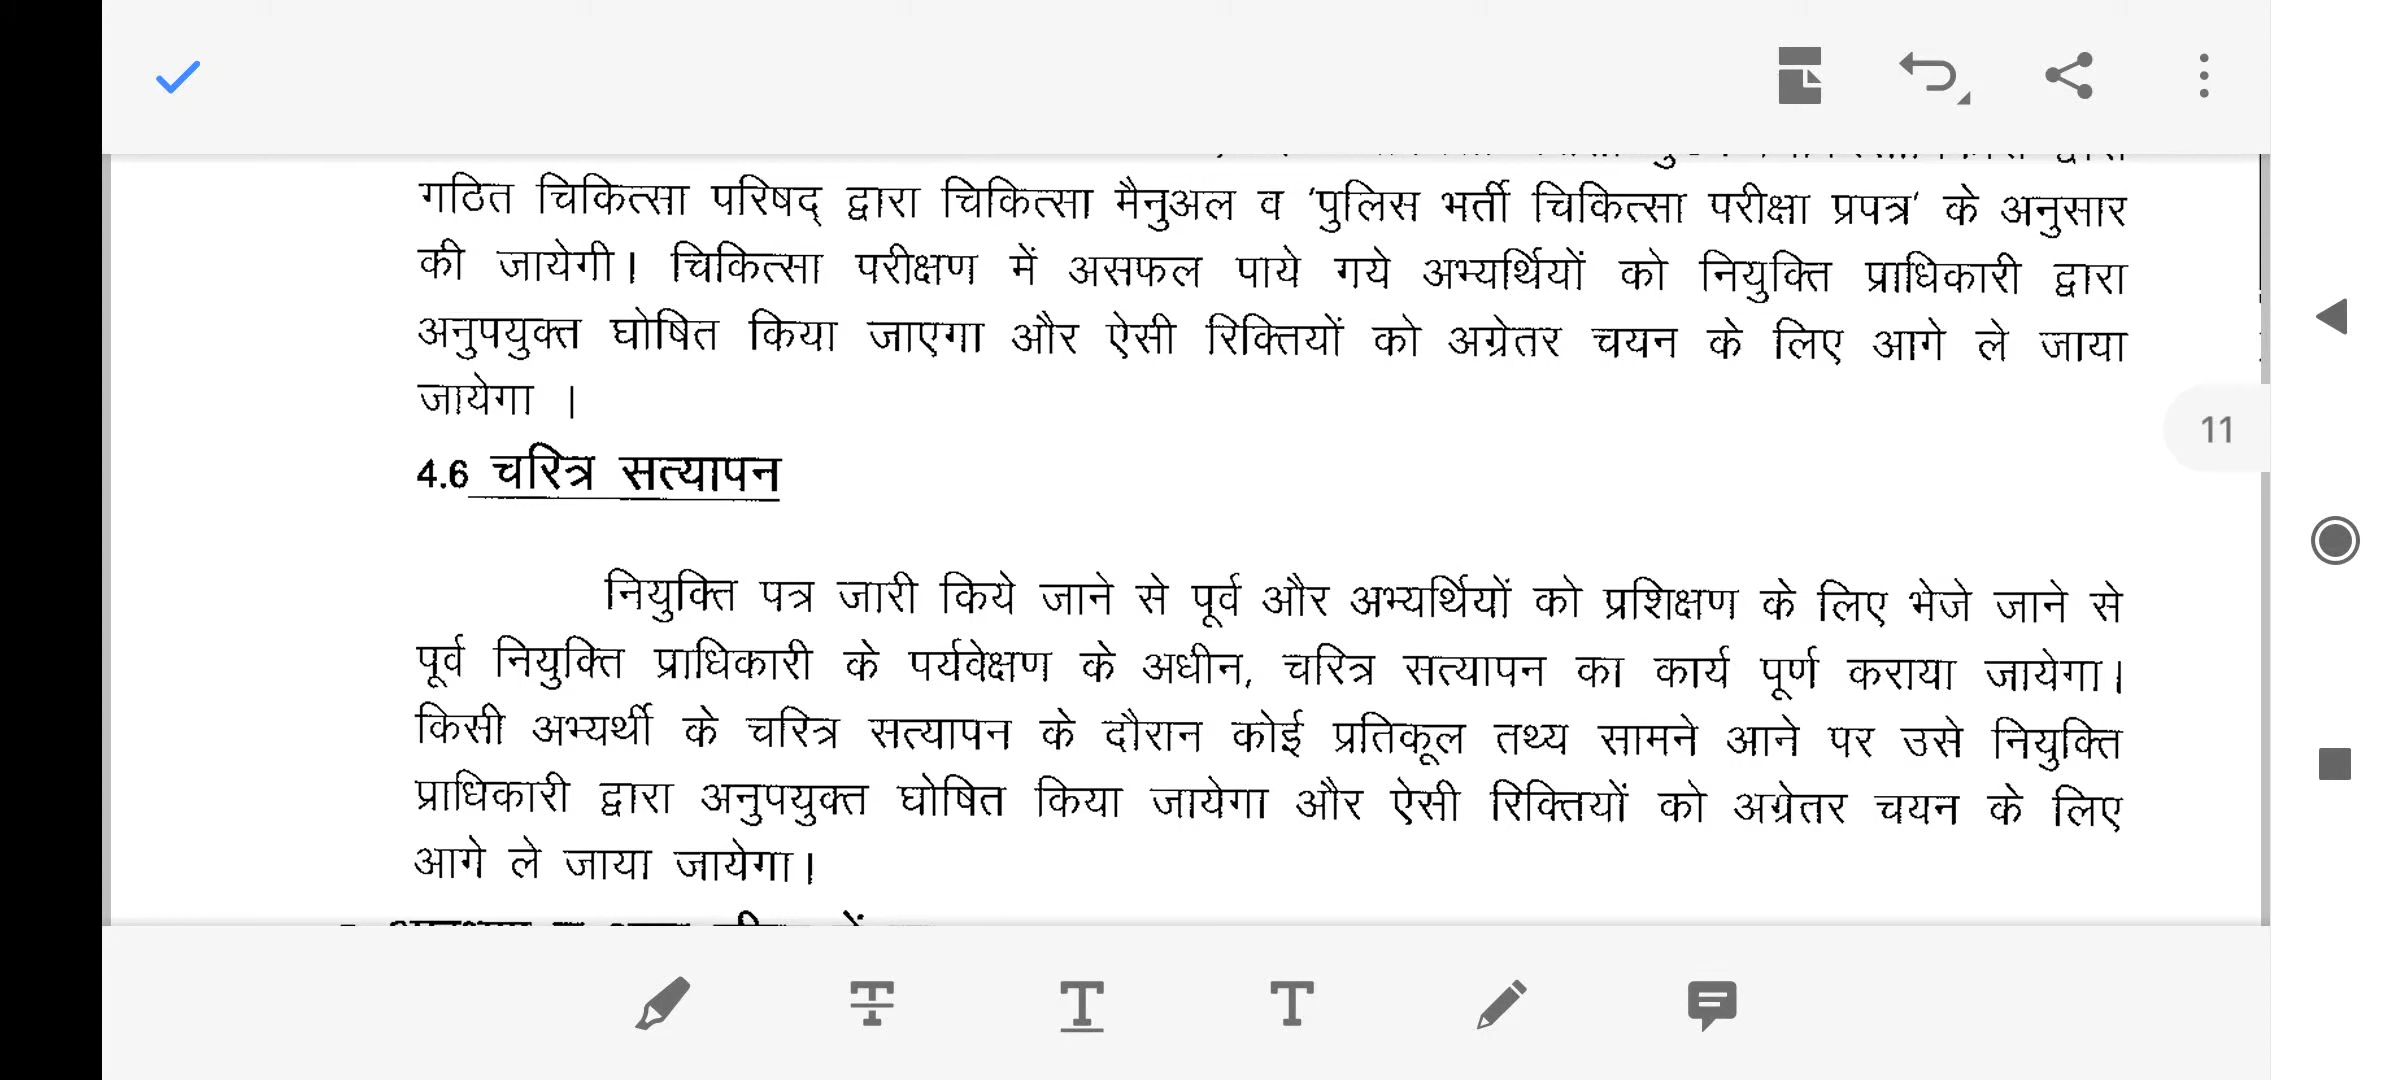 द्वारा
गठित चिकित्सा परिषद् द्वारा चिकित्सा मैनुअल व 'पुलिस भर्ती चिकित्सा परीक्षा प्रपत्र' के अनुसार
की जायेगी। चिकित्सा परीक्षण में असफल पाये गये अभ्यर्थियों को नियुक्ति प्राधिकारी द्वारा
अनुपयुक्त घोषित किया जाएगा और ऐसी रिक्तियों को अग्रेतर चयन के लिए आगे ले जाया
जायेगा ।
11
4.6 चरित्र सत्यापन
नियुक्ति पत्र जारी किये जाने से पूर्व और अभ्यर्थियों को प्रशिक्षण के लिए भेजे जाने से
पूर्व नियुक्ति प्राधिकारी के पर्यवेक्षण के अधीन, चरित्र सत्यापन का कार्य पूर्ण कराया जायेगा।
किसी अभ्यर्थी के चरित्र सत्यापन के दौरान कोई प्रतिकूल तथ्य सामने आने पर उसे नियुक्ति
प्राधिकारी द्वारा अनुपयुक्त घोषित किया जायेगा और ऐसी रिक्तियों को अग्रेतर चयन के लिए
आगे ले जाया जायेगा।